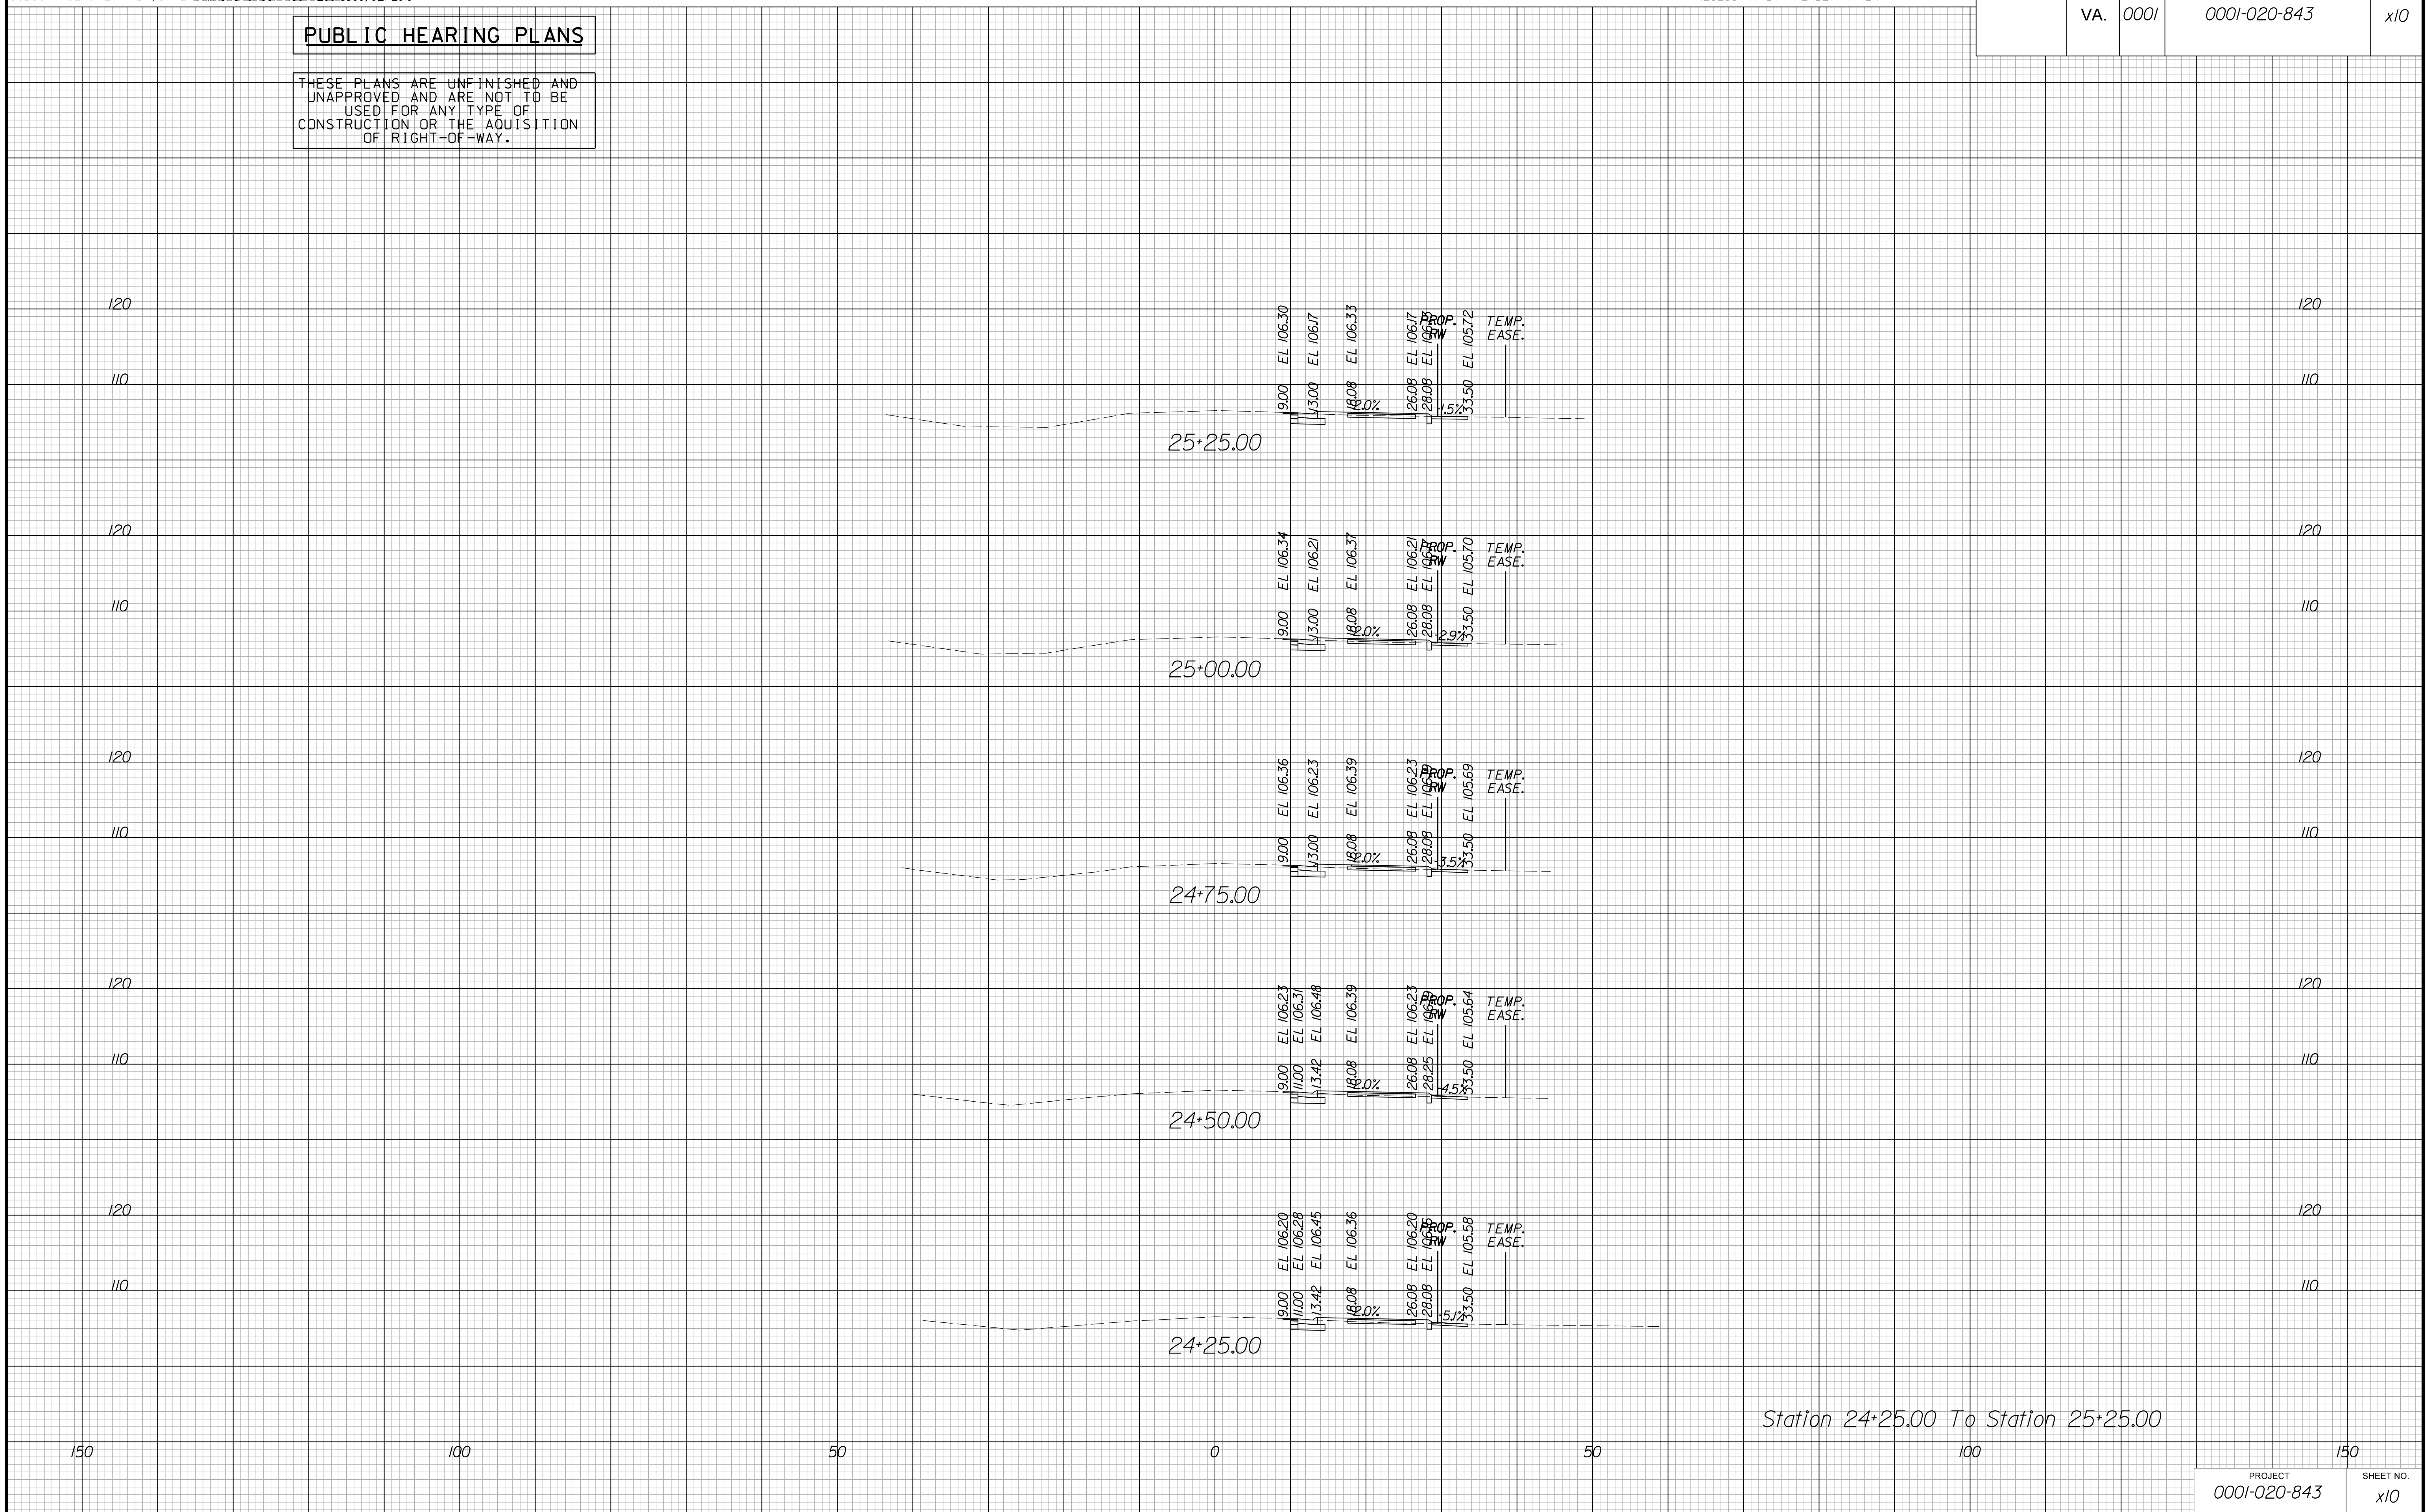 VA. 0001 0001-020-843 x10
PUBLIC HEARING PLANS
THESE PLANS ARE UNFINISHED AND
UNAPPROVED AND ARE NOT TO BE
USED FOR ANY TYPE OF
CONSTRUCTION OR THE AQUISITION
OF RIGHT-OF-WAY.
120 120
110 110
9.00 EL 106.30
13.00 EL 106.17
18.08 EL 106.33
26.08 EL 106.17
28.08 EL
33.50 EL 105.72
PROP.
RW
TEMP.
EASE.
-2.0%
-1.5%
25+25.00
120 120
110 110
9.00 EL 106.34
13.00 EL 106.21
18.08 EL 106.37
26.08 EL 106.21
28.08 EL
33.50 EL 105.70
PROP.
RW
TEMP.
EASE.
-2.0%
-2.9%
25+00.00
120 120
110 110
9.00 EL 106.36
13.00 EL 106.23
18.08 EL 106.39
26.08 EL 106.23
28.08 EL
33.50 EL 105.69
PROP.
RW
TEMP.
EASE.
-2.0%
-3.5%
24+75.00
120 120
110 110
9.00 EL 106.23
11.00 EL 106.31
13.42 EL 106.48
18.08 EL 106.39
26.08 EL 106.23
28.25 EL
33.50 EL 105.64
PROP.
RW
TEMP.
EASE.
-2.0%
-4.5%
24+50.00
120 120
110 110
9.00 EL 106.20
11.00 EL 106.28
13.42 EL 106.45
18.08 EL 106.36
26.08 EL 106.20
28.08 EL
33.50 EL 105.58
PROP.
RW
TEMP.
EASE.
-2.0%
-5.1%
24+25.00
Station 24+25.00 To Station 25+25.00
150 100 50 0 50 100 150
PROJECT SHEET NO.
0001-020-843 x10